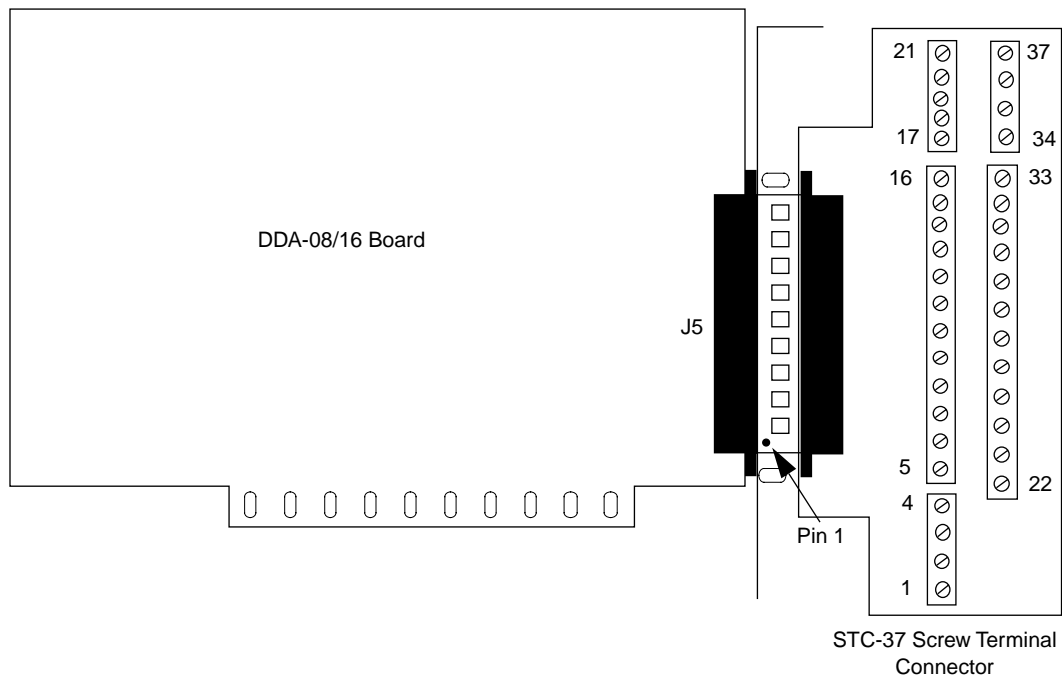 21
37
17
34
16
33
DDA-08/16 Board
J5
5
22
4
Pin 1
1
STC-37 Screw Terminal
Connector